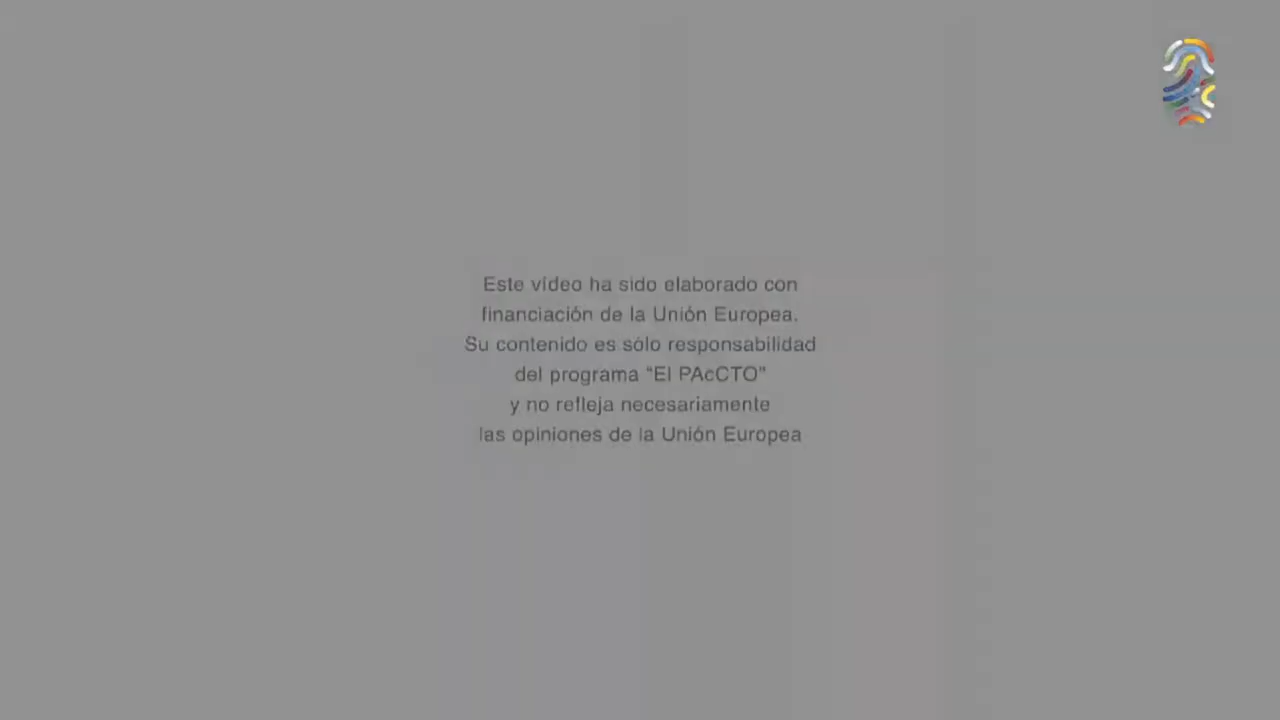 Este vídeo ha sido elaborado con
financiación de la Unión Europea.
Su contenido es sólo responsabilidad
del programa “El PAcCTO”
y no refleja necesariamente
las opiniones de la Unión Europea